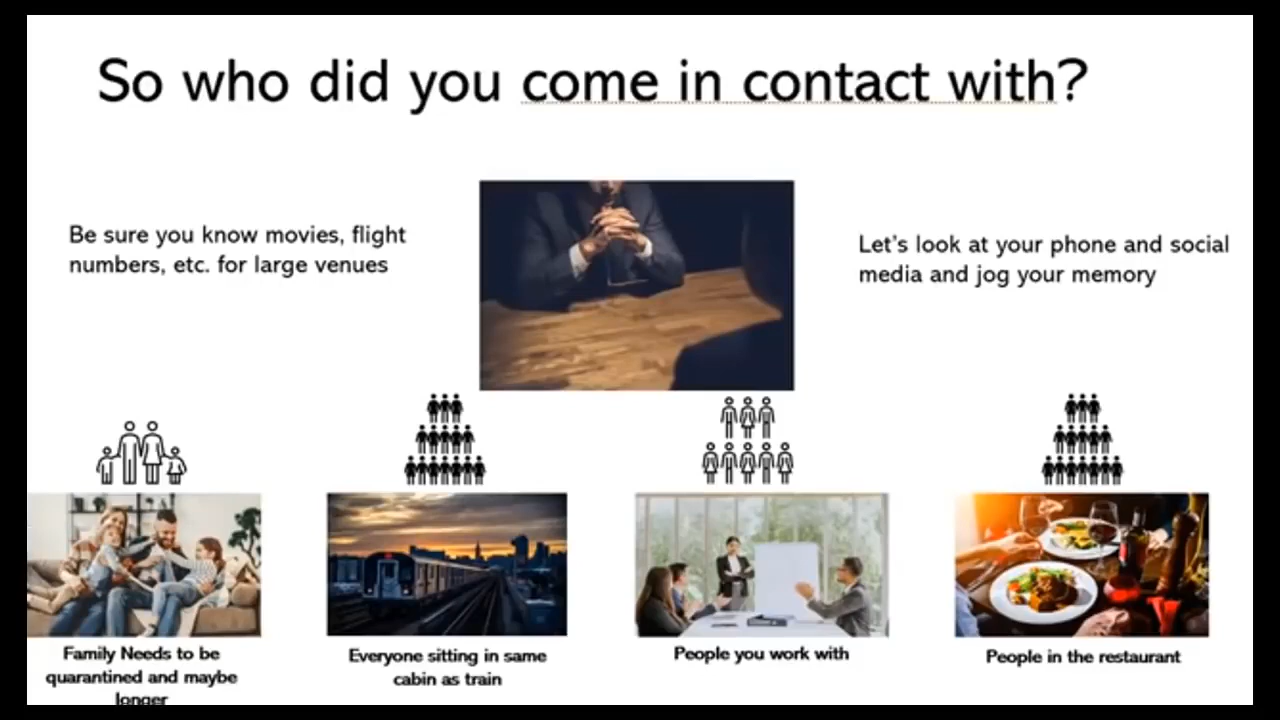 So who did you come in contact with?
Be sure you know movies, flight
numbers, etc. for large venues
Let's look at your phone and social
media and jog your memory
Family Needs to be
quarantined and maybe
longer
Everyone sitting in same
cabin as train
People you work with
People in the restaurant